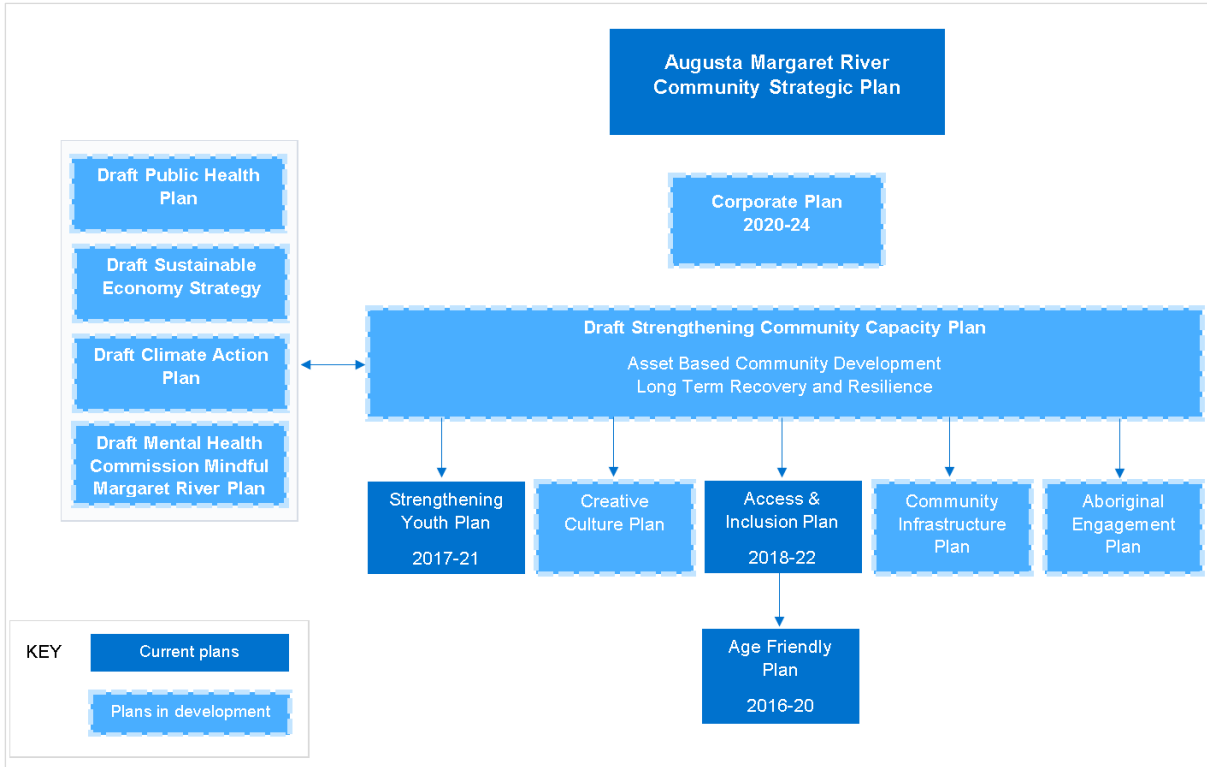 Augusta Margaret River
Community Strategic Plan
Corporate Plan
2020-24
Draft Public Health
Plan
Draft Sustainable
Economy Strategy
Draft Climate Action
Plan
Draft Mental Health
Commission Mindful
Margaret River Plan
Draft Strengthening Community Capacity Plan
Asset Based Community Development
Long Term Recovery and Resilience
Strengthening
Youth Plan
2017-21
Creative
Culture Plan
Access &
Inclusion Plan
2018-22
Community
Infrastructure
Plan
Aboriginal
Engagement
Plan
Age Friendly
Plan
2016-20
KEY
Current plans
Plans in development